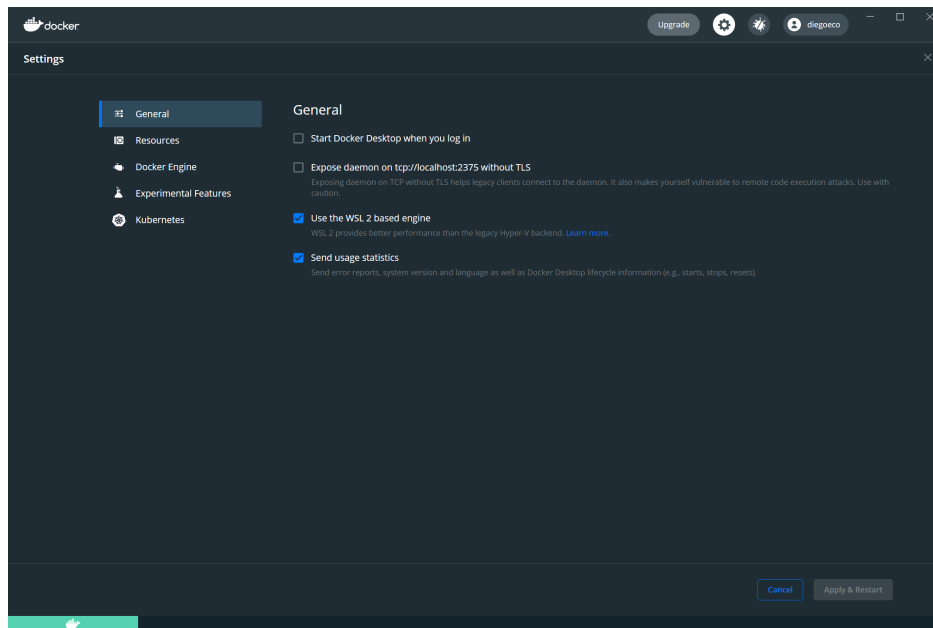 docker
Upgrade
diegoeco
Settings
General
Resources
Docker Engine
Experimental Features
Kubernetes
General
Start Docker Desktop when you log in
Expose daemon on tcp://localhost:2375 without TLS
Exposing daemon on TCP without TLS helps legacy clients connect to the daemon. It also makes yourself vulnerable to remote code execution attacks. Use with
caution.
Use the WSL 2 based engine
WSL 2 provides better performance than the legacy Hyper-V backend. Learn more.
Send usage statistics
Send error reports, system version and language as well as Docker Desktop lifecycle information (e.g., starts, stops, resets).
Cancel
Apply & Restart